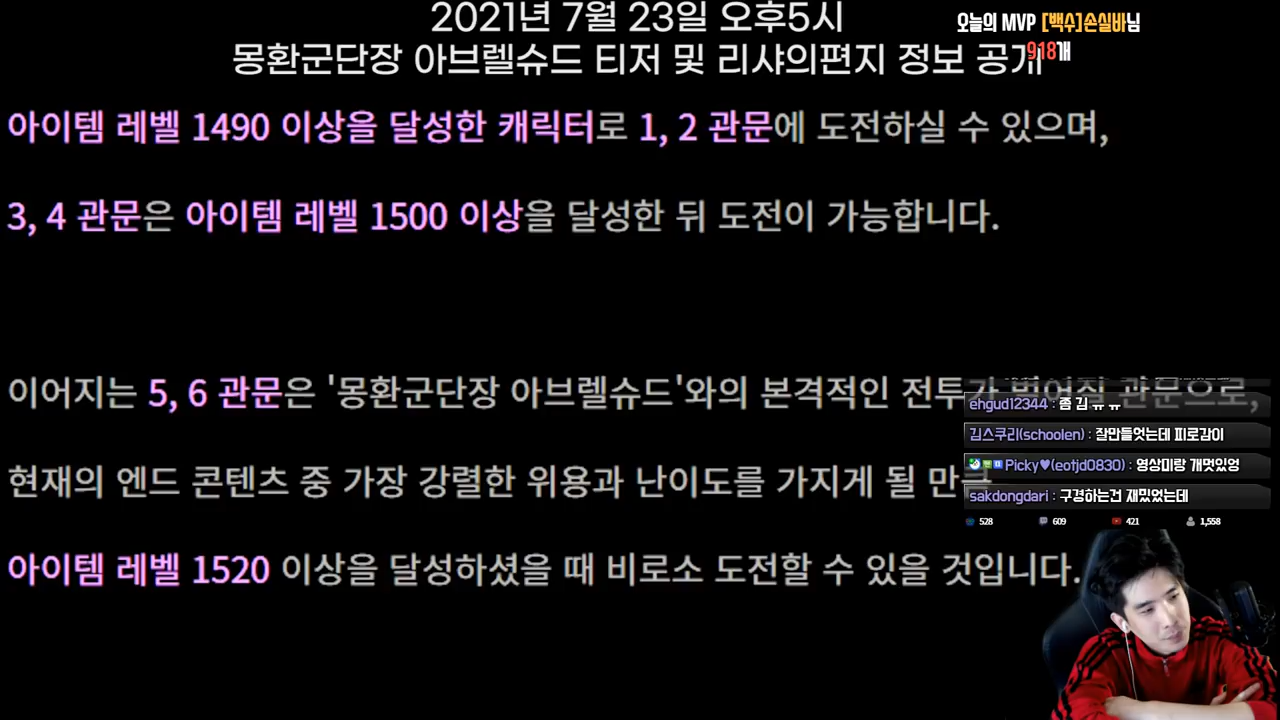 2021년 7월 23일 오후5시
몽환군단장 아브렐슈드 티저 및 리샤의편지 정보 공개
오늘의 MVP [백수]손실바님
918개
아이템 레벨 1490 이상을 달성한 캐릭터로 1, 2 관문에 도전하실 수 있으며,
3, 4 관문은 아이템 레벨 1500 이상을 달성한 뒤 도전이 가능합니다.
이어지는 5, 6 관문은 '몽환군단장 아브렐슈드'와의 본격적인 전투가 벌어질 관문으로,
현재의 엔드 콘텐츠 중 가장 강렬한 위용과 난이도를 가지게 될 만큼
아이템 레벨 1520 이상을 달성하셨을 때 비로소 도전할 수 있을 것입니다.
ehgud12344 : 좀 김 ㅠ ㅠ
김스쿠리(schoolen) : 잘만들엇는데 피로감이
Picky♥(eotjd0830) : 영상미랑 개멋있엉
sakdongdari : 구경하는건 재밌었는데
528 609 421 1,558